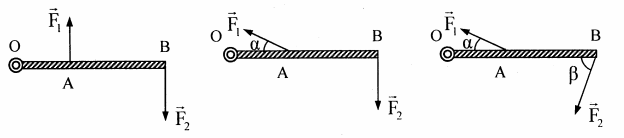 O F₁ A B F₂
O F₁ α A B F₂
O F₁ α A B β F₂